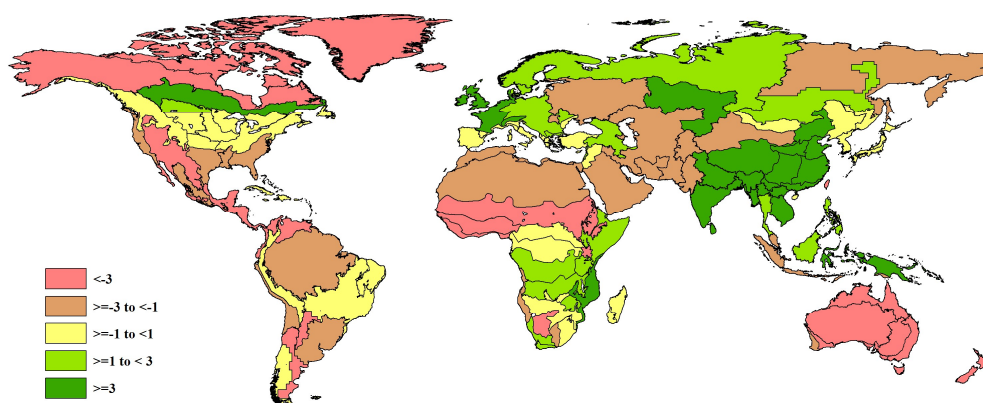 <-3
>=-3 to <-1
>=-1 to <1
>=1 to < 3
>=3